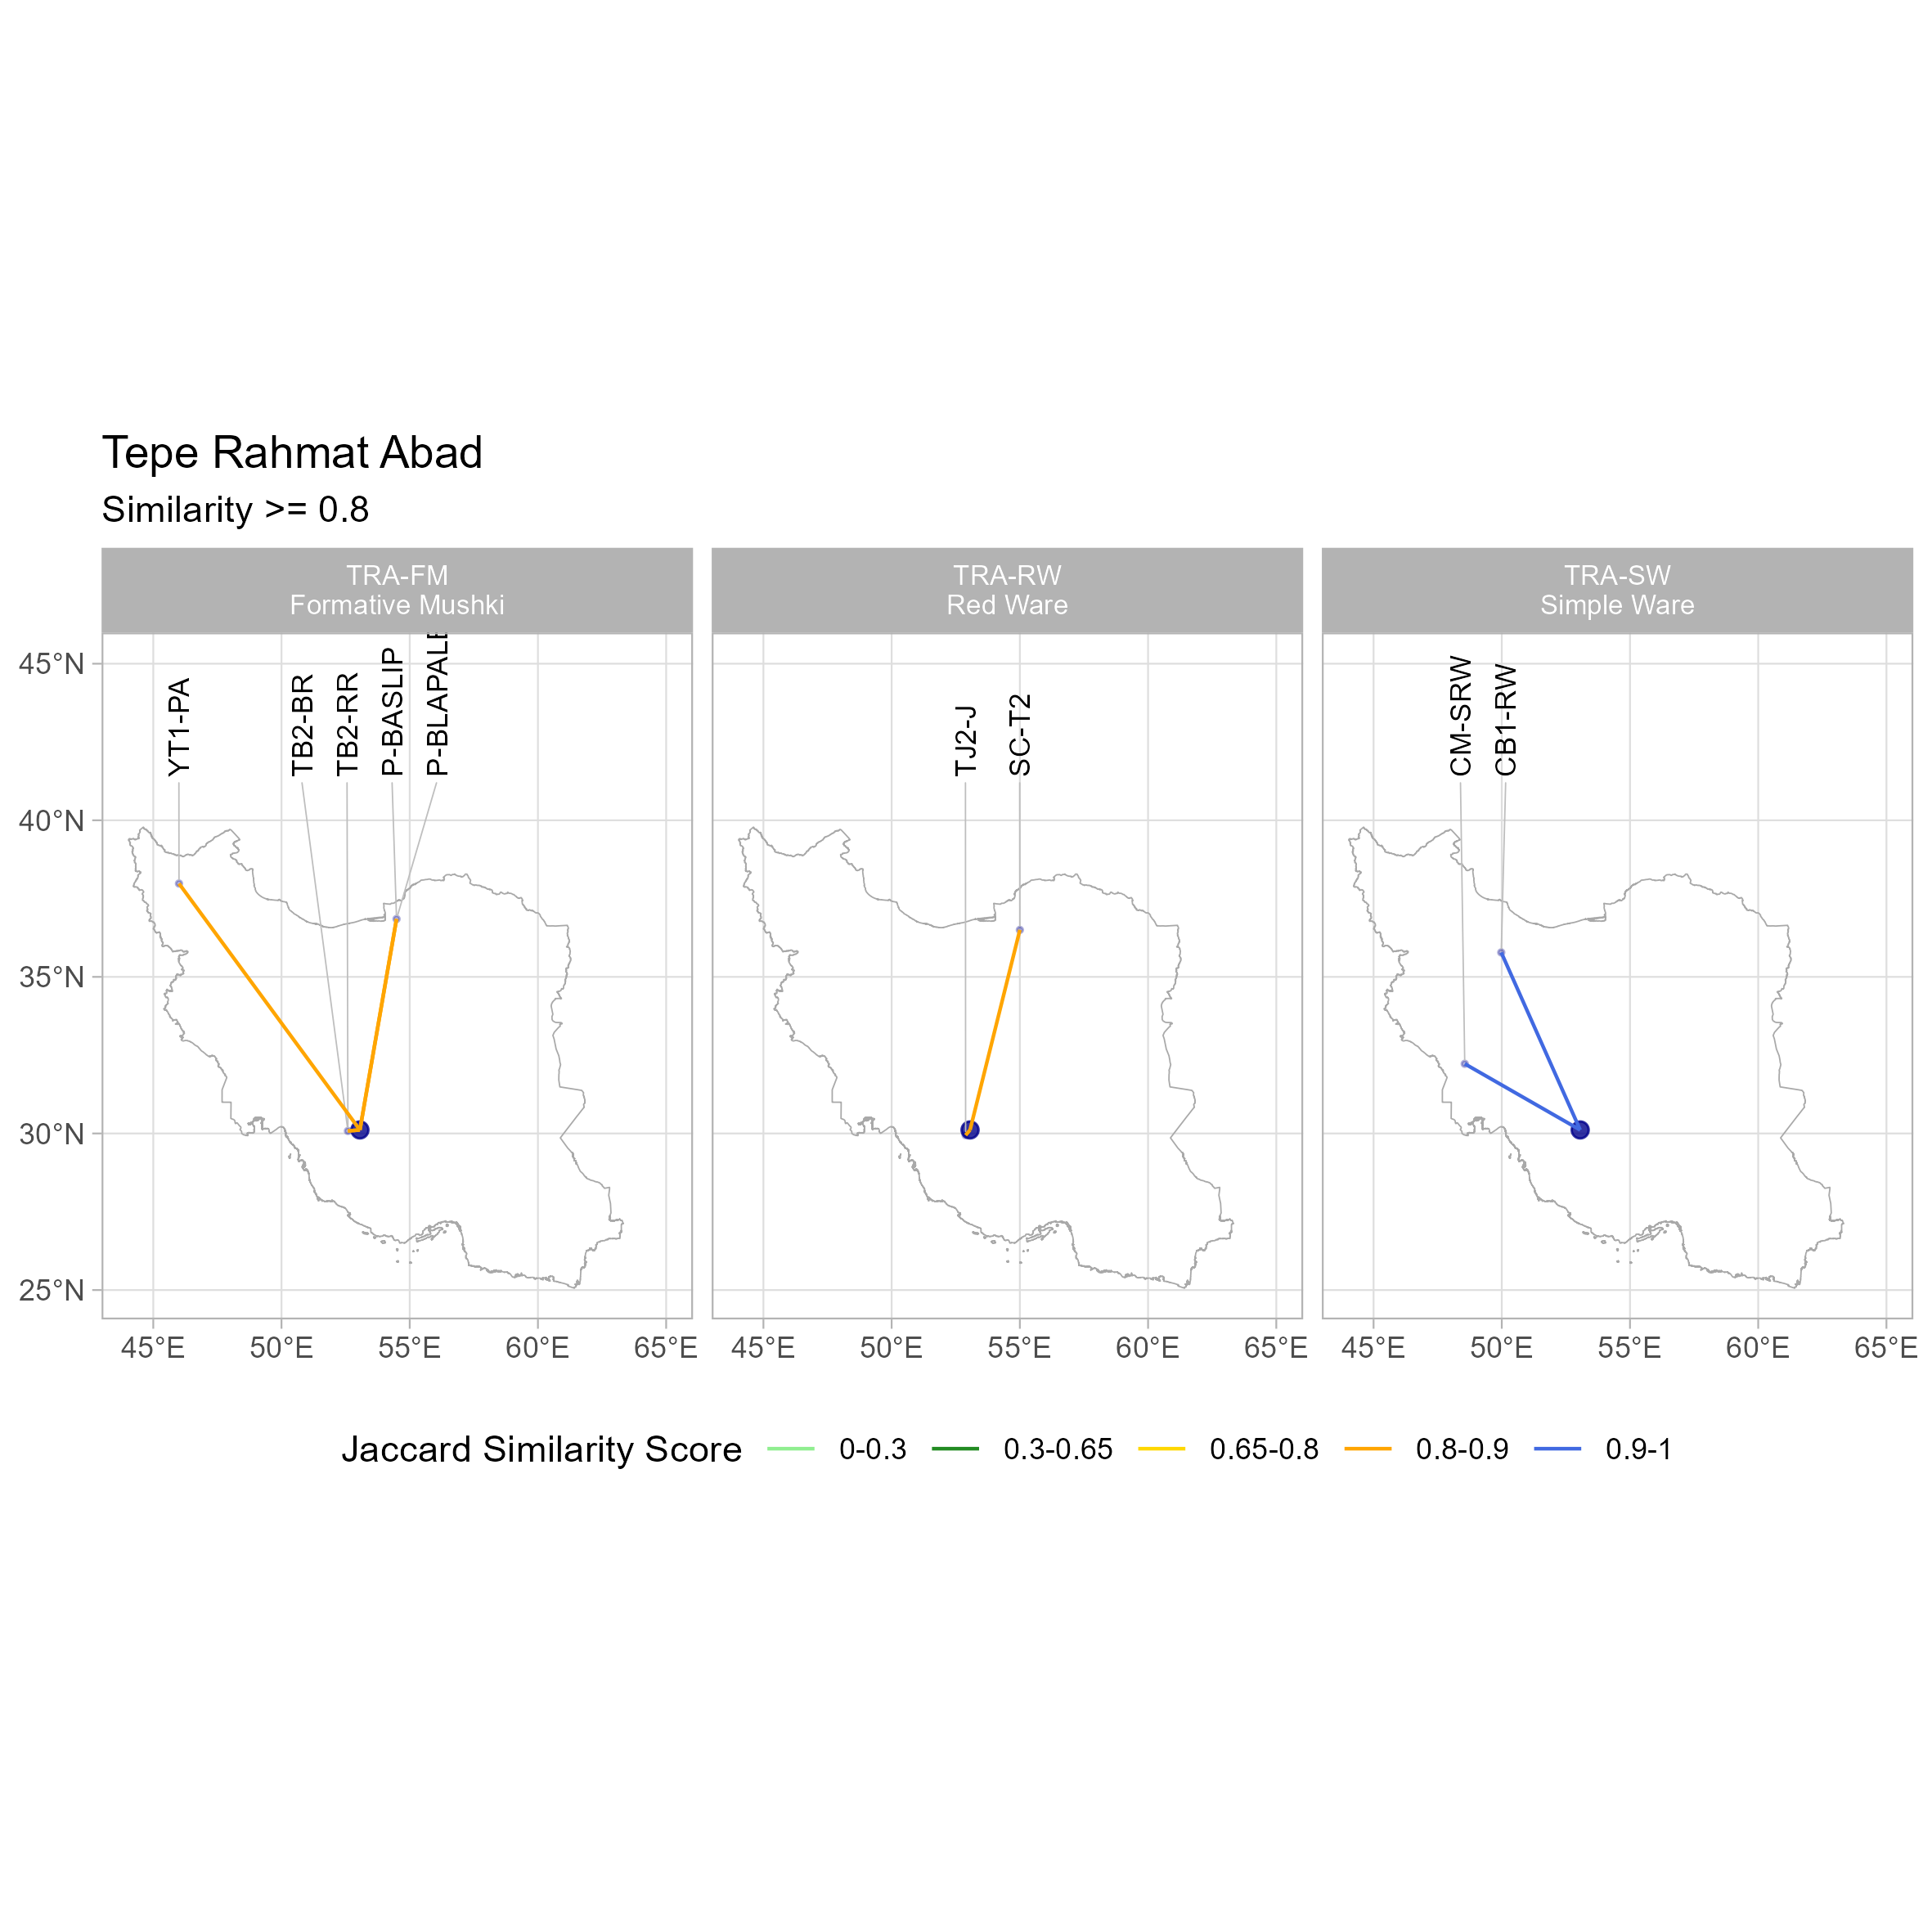 Tepe Rahmat Abad
Similarity >= 0.8
TRA-FM
Formative Mushki
TRA-RW
Red Ware
TRA-SW
Simple Ware
45°N
40°N
35°N
30°N
25°N
YT1-PA
TB2-BR
TB2-RR
P-BASLIP
TJ2-J
SC-T2
CM-SRW
CB1-RW
45°E 50°E 55°E 60°E 65°E
45°E 50°E 55°E 60°E 65°E
45°E 50°E 55°E 60°E 65°E
Jaccard Similarity Score 0-0.3 0.3-0.65 0.65-0.8 0.8-0.9 0.9-1